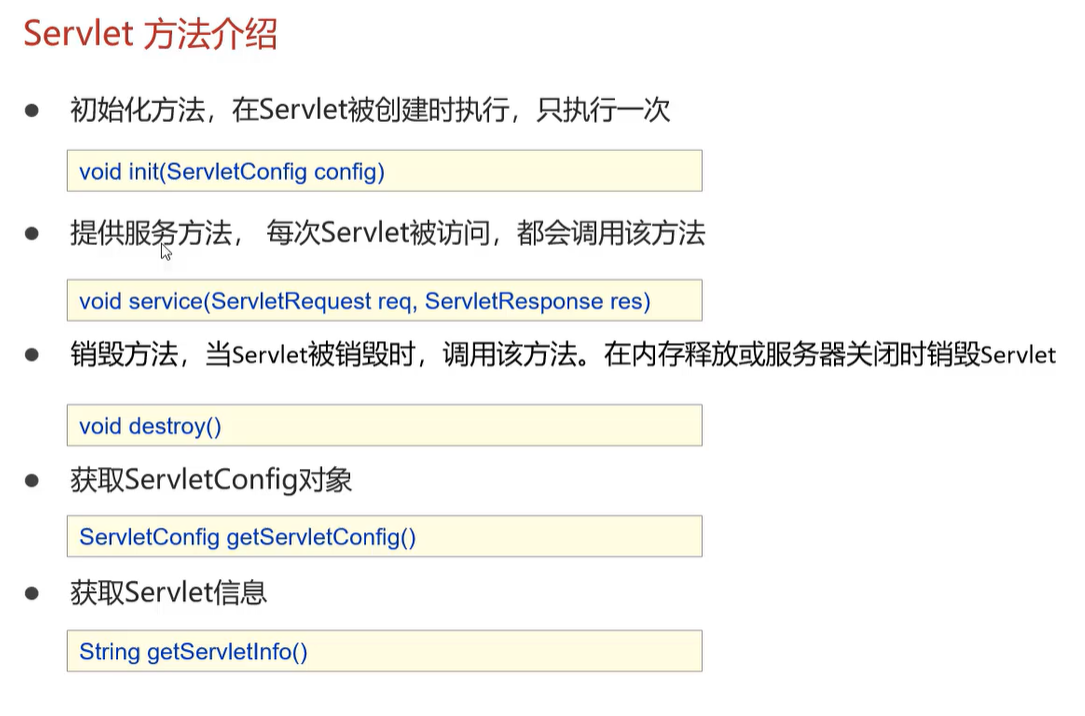 Servlet 方法介绍
● 初始化方法，在Servlet被创建时执行，只执行一次
void init(ServletConfig config)
● 提供服务方法， 每次Servlet被访问，都会调用该方法
void service(ServletRequest req, ServletResponse res)
● 销毁方法，当Servlet被销毁时，调用该方法。在内存释放或服务器关闭时销毁Servlet
void destroy()
● 获取ServletConfig对象
ServletConfig getServletConfig()
● 获取Servlet信息
String getServletInfo()